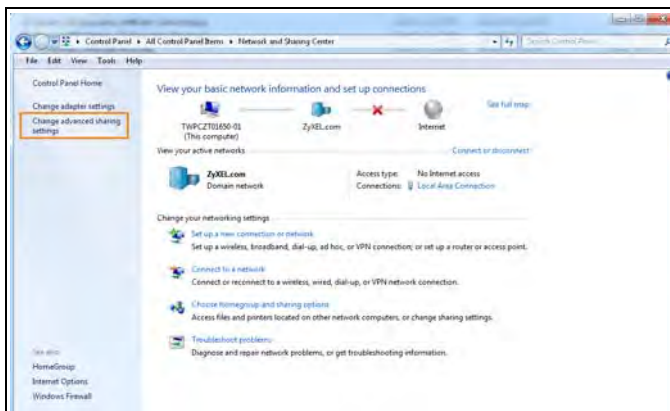 Control Panel ▸ All Control Panel Items ▸ Network and Sharing Center
Search Control Panel
File Edit View Tools Help
Control Panel Home
Change adapter settings
Change advanced sharing
settings
See also
HomeGroup
Internet Options
Windows Firewall
View your basic network information and set up connections
See full map
TWPCZT01650-01
(This computer)
ZyXEL.com
Internet
View your active networks
Connect or disconnect
ZyXEL.com
Domain network
Access type: No Internet access
Connections: Local Area Connection
Change your networking settings
Set up a new connection or network
Set up a wireless, broadband, dial-up, ad hoc, or VPN connection; or set up a router or access point.
Connect to a network
Connect or reconnect to a wireless, wired, dial-up, or VPN network connection.
Choose homegroup and sharing options
Access files and printers located on other network computers, or change sharing settings.
Troubleshoot problems
Diagnose and repair network problems, or get troubleshooting information.